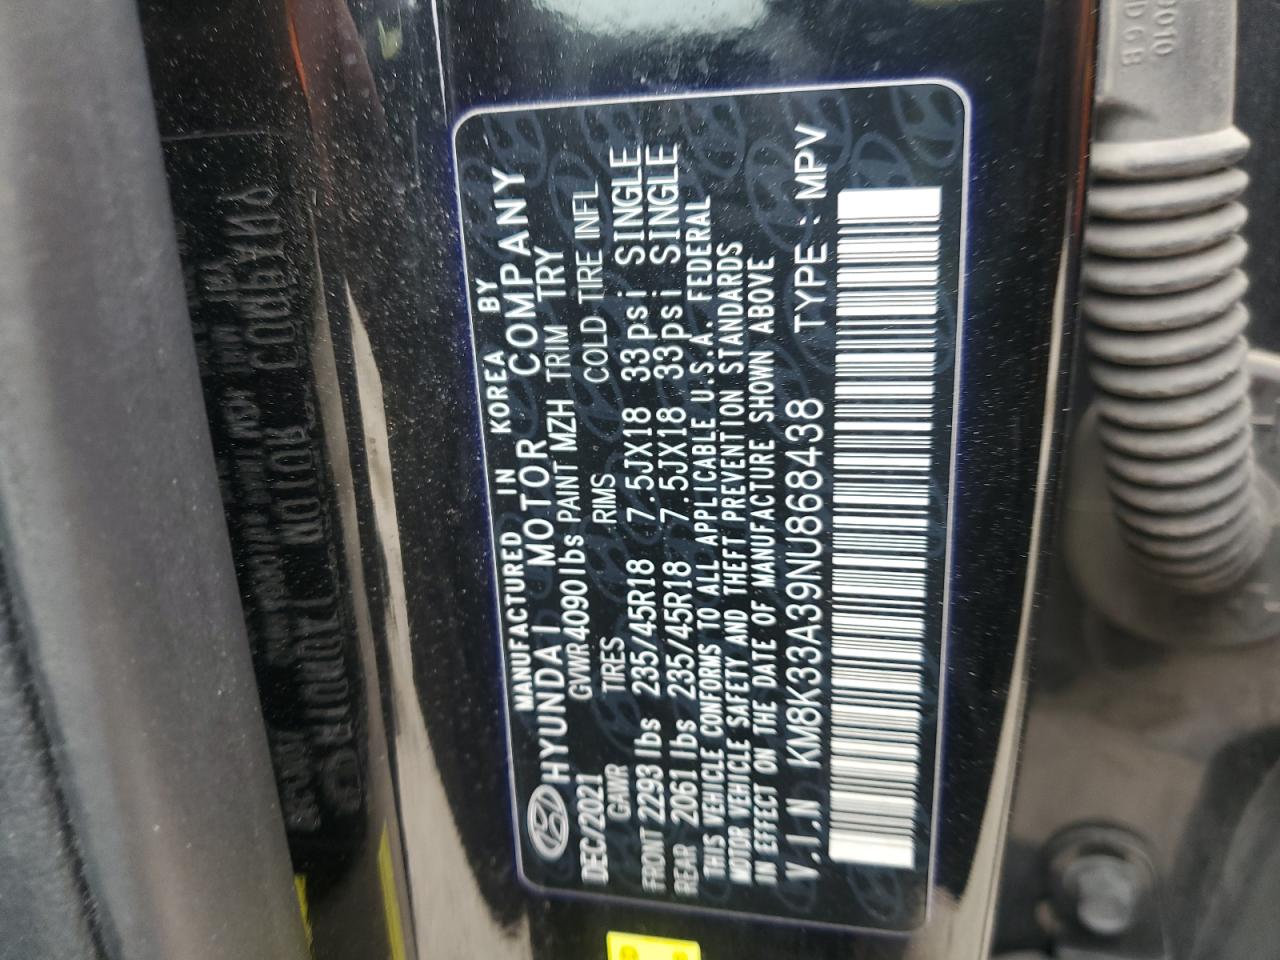 MANUFACTURED IN KOREA BY
HYUNDAI MOTOR COMPANY
DEC/2021 GVWR 4090 lbs PAINT MZH TRIM TRY
GAWR TIRES RIMS COLD TIRE INFL
FRONT 2293 lbs 235/45R18 7.5JX18 33psi SINGLE
REAR 2061 lbs 235/45R18 7.5JX18 33psi SINGLE
THIS VEHICLE CONFORMS TO ALL APPLICABLE U.S.A. FEDERAL
MOTOR VEHICLE SAFETY AND THEFT PREVENTION STANDARDS
IN EFFECT ON THE DATE OF MANUFACTURE SHOWN ABOVE
V.I.N KM8K33A39NU868438 TYPE : MPV